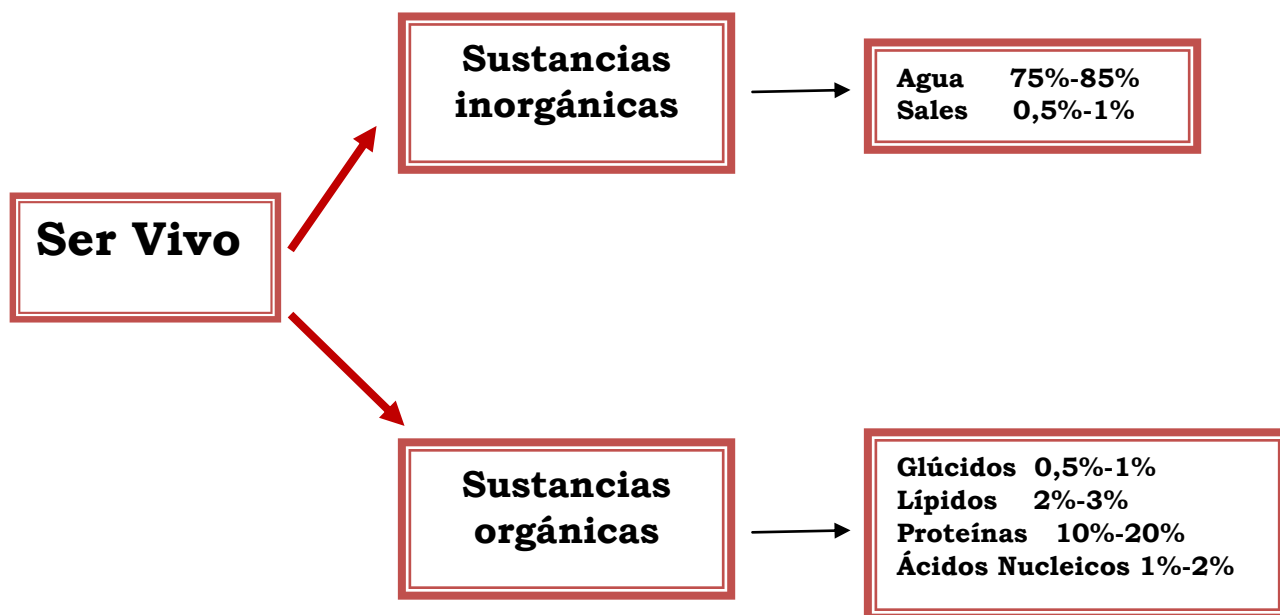 Ser Vivo
Sustancias
inorgánicas
Agua 75%-85%
Sales 0,5%-1%
Sustancias
orgánicas
Glúcidos 0,5%-1%
Lípidos 2%-3%
Proteínas 10%-20%
Ácidos Nucleicos 1%-2%